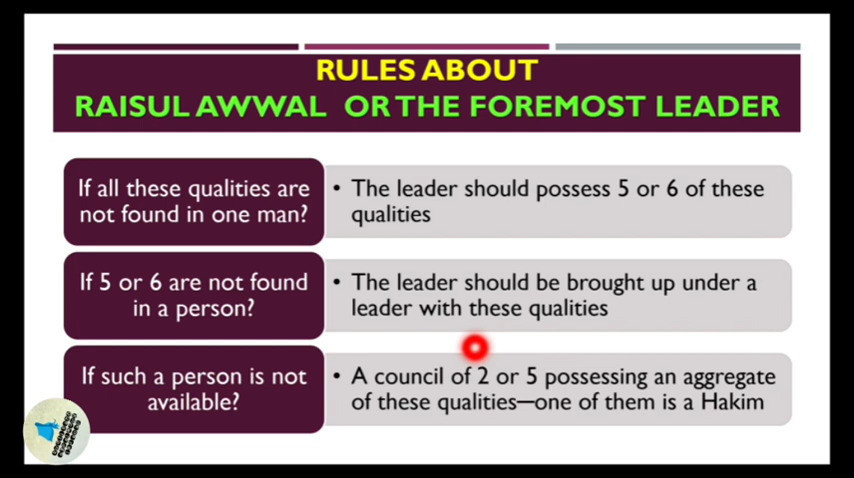 RULES ABOUT
RAISUL AWWAL OR THE FOREMOST LEADER
If all these qualities are
not found in one man?
• The leader should possess 5 or 6 of these
qualities
If 5 or 6 are not found
in a person?
• The leader should be brought up under a
leader with these qualities
If such a person is not
available?
• A council of 2 or 5 possessing an aggregate
of these qualities—one of them is a Hakim